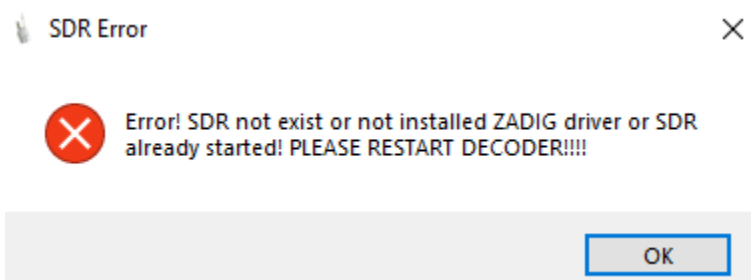 SDR Error
Error! SDR not exist or not installed ZADIG driver or SDR
already started! PLEASE RESTART DECODER!!!!
OK